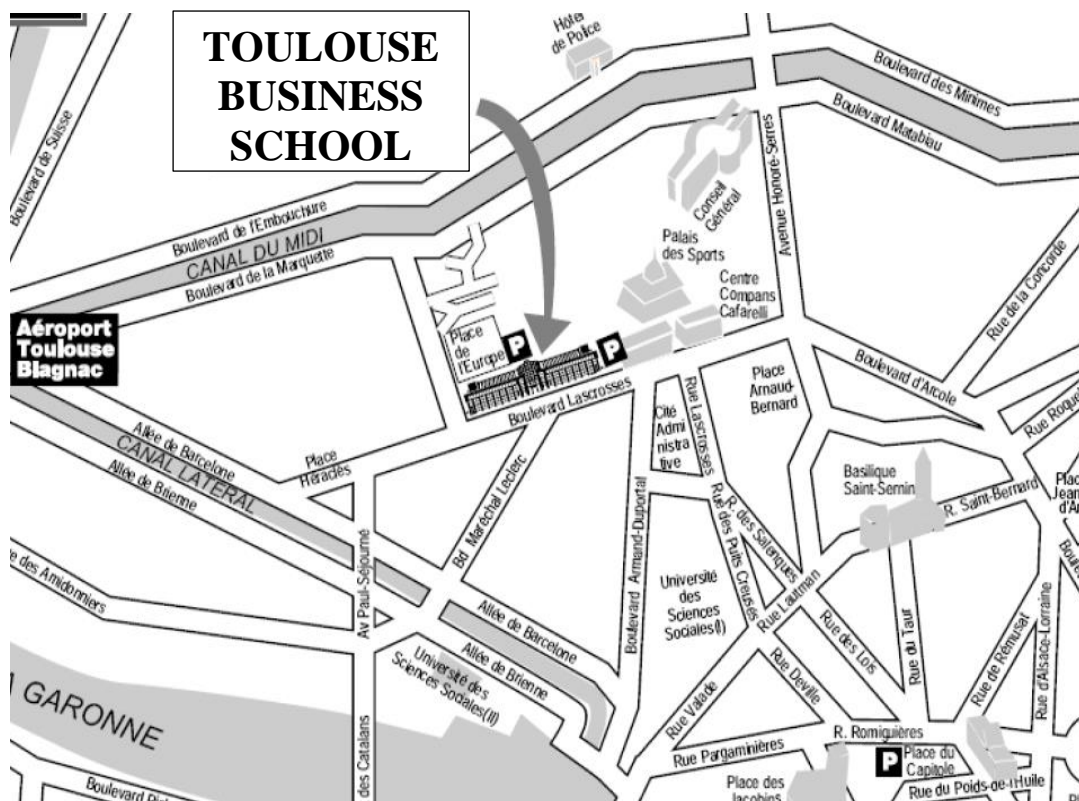 TOULOUSE
BUSINESS
SCHOOL
Hôtel
de Police
Boulevard des Minimes
Boulevard Matabiau
Boulevard de Suisse
Boulevard de l'Embouchure
CANAL DU MIDI
Boulevard de la Marquette
Conseil
Général
Avenue Honoré-Serres
Palais
des Sports
Centre
Compans
Cafarelli
Rue de la Concorde
Aéroport
Toulouse
Blagnac
Place
de
l'Europe
P
P
Boulevard Lascrosses
Place
Arnaud-
Bernard
Boulevard d'Arcole
Cité
Admi
nistra
tive
Rue Lascrosses
Allée de Barcelone
CANAL LATERAL
Allée de Brienne
Place
Héraclès
Bd Maréchal Leclerc
Basilique
Saint-Sernin
R. Saint-Bernard
Boulevard Armand-Duportal
Rue des Puits Creusés
R. des Salenques
Av Paul-Séjourné
des Amidonniers
Université
des
Sciences
Sociales(I)
Rue Lautman
Rue des Lois
Rue du Taur
Rue de Rémusat
Rue d'Alsace-Lorraine
Allée de Barcelone
Allée de Brienne
Université des
Sciences Sociales(II)
GARONNE
des Catalans
Rue Valade
Rue Deville
Rue Pargaminières
R. Romiguières
P
Place du
Capitole
Place des
Jacobins
Rue du Poids-de-l'Huile
Boulevard